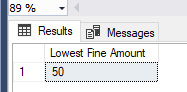 89 %
Results Messages
Lowest Fine Amount
1 50